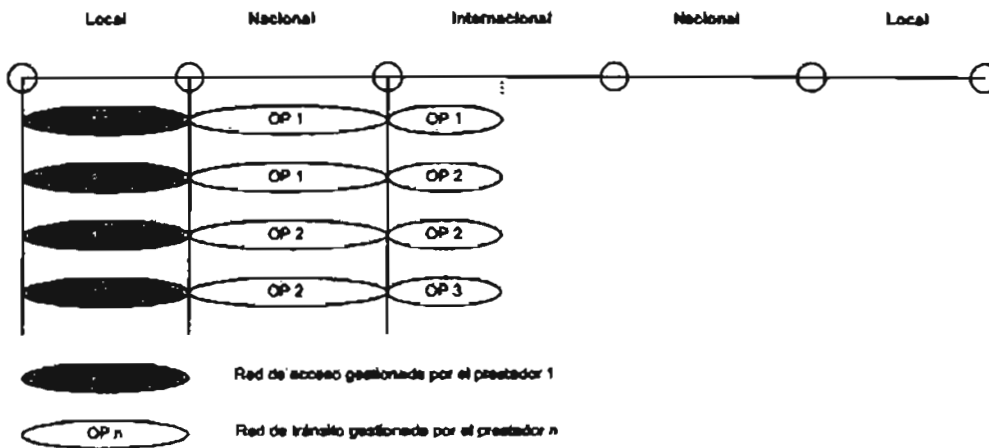 Local Nacional Internacional Nacional Local
OP 1 OP 1
OP 1 OP 2
OP 2 OP 2
OP 2 OP 3
Red de acceso gestionada por el prestador 1
OP n Red de tránsito gestionada por el prestador n